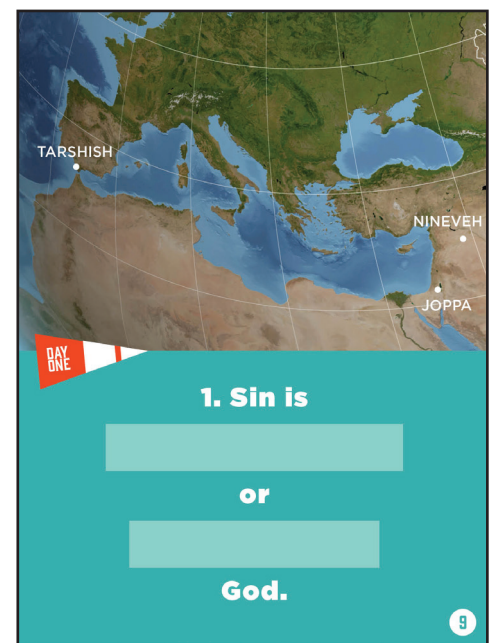 TARSHISH
NINEVEH
JOPPA
DAY
ONE
1. Sin is
or
God.
9